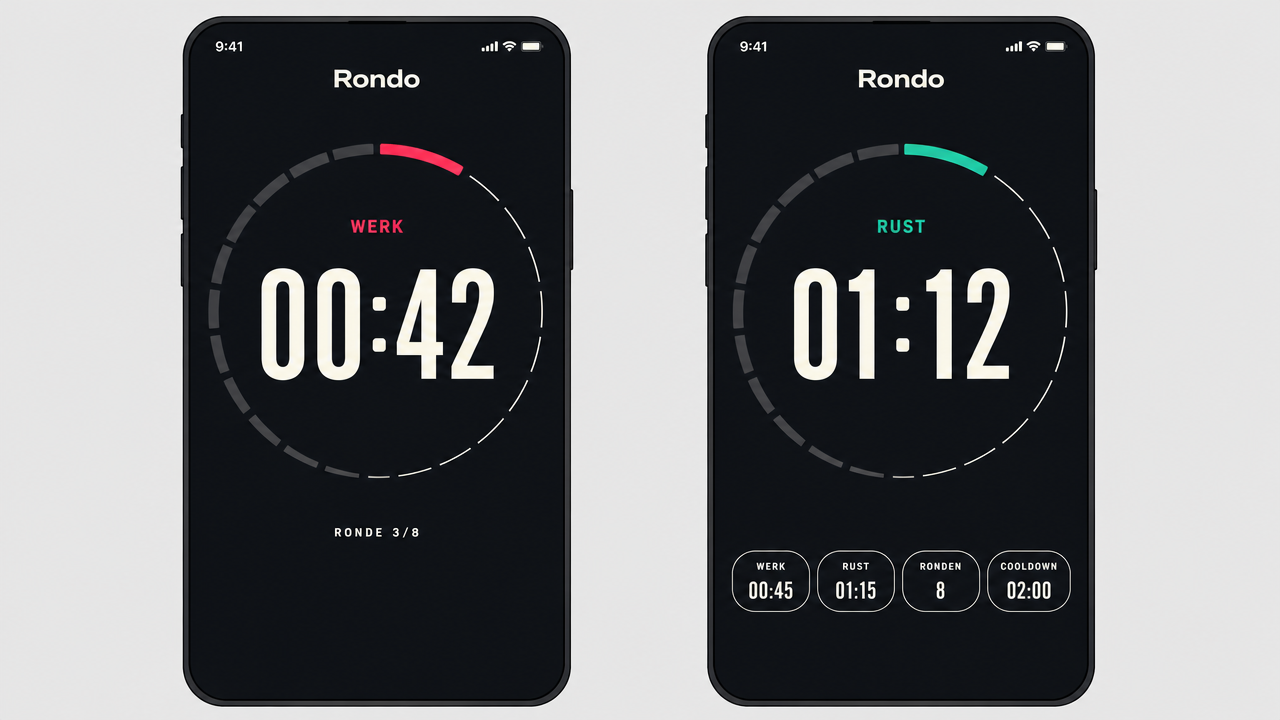 9:41
Rondo
WERK
00:42
RONDE 3/8
9:41
Rondo
RUST
01:12
WERK
00:45
RUST
01:15
RONDEN
8
COOLDOWN
02:00